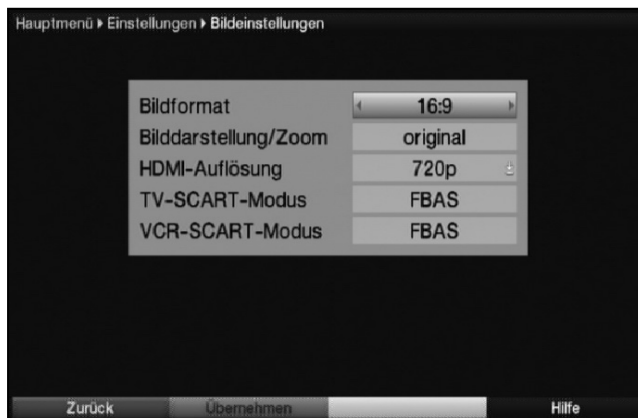 Hauptmenü ▸ Einstellungen ▸ Bildeinstellungen
Bildformat 16:9
Bilddarstellung/Zoom original
HDMI-Auflösung 720p
TV-SCART-Modus FBAS
VCR-SCART-Modus FBAS
Zurück Übernehmen Hilfe